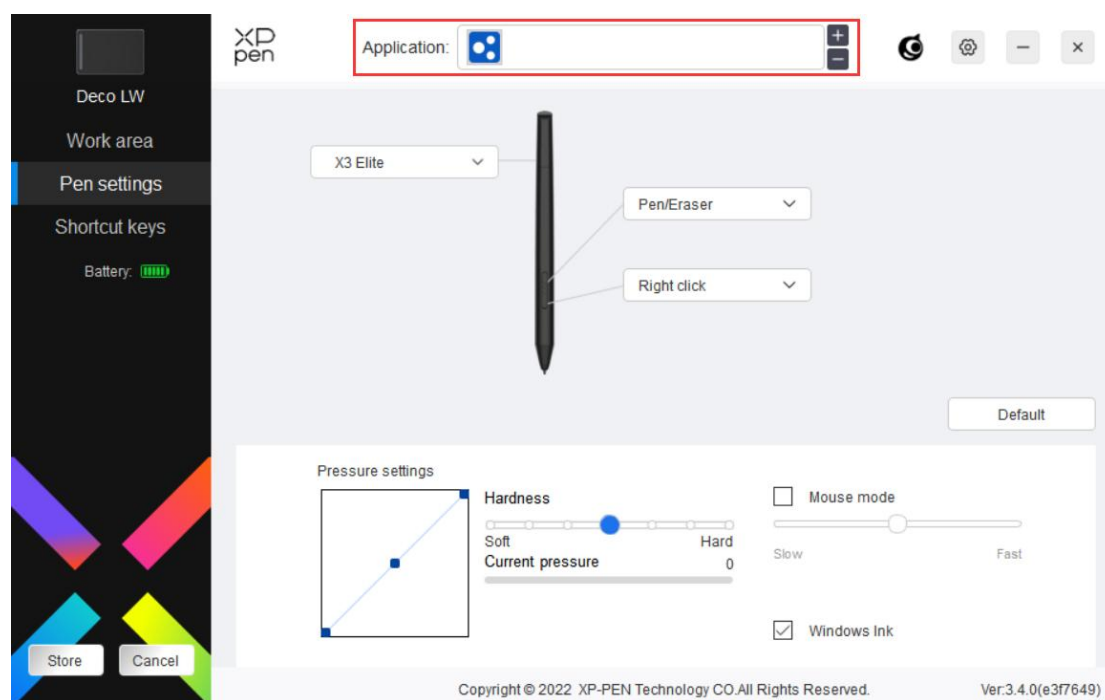 XP
pen
Application:
Deco LW
Work area
Pen settings
Shortcut keys
Battery:
X3 Elite
Pen/Eraser
Right click
Default
Pressure settings
Hardness
Soft Hard
Current pressure 0
Mouse mode
Slow Fast
Windows Ink
Store Cancel
Copyright © 2022 XP-PEN Technology CO.All Rights Reserved. Ver:3.4.0(e3f7649)